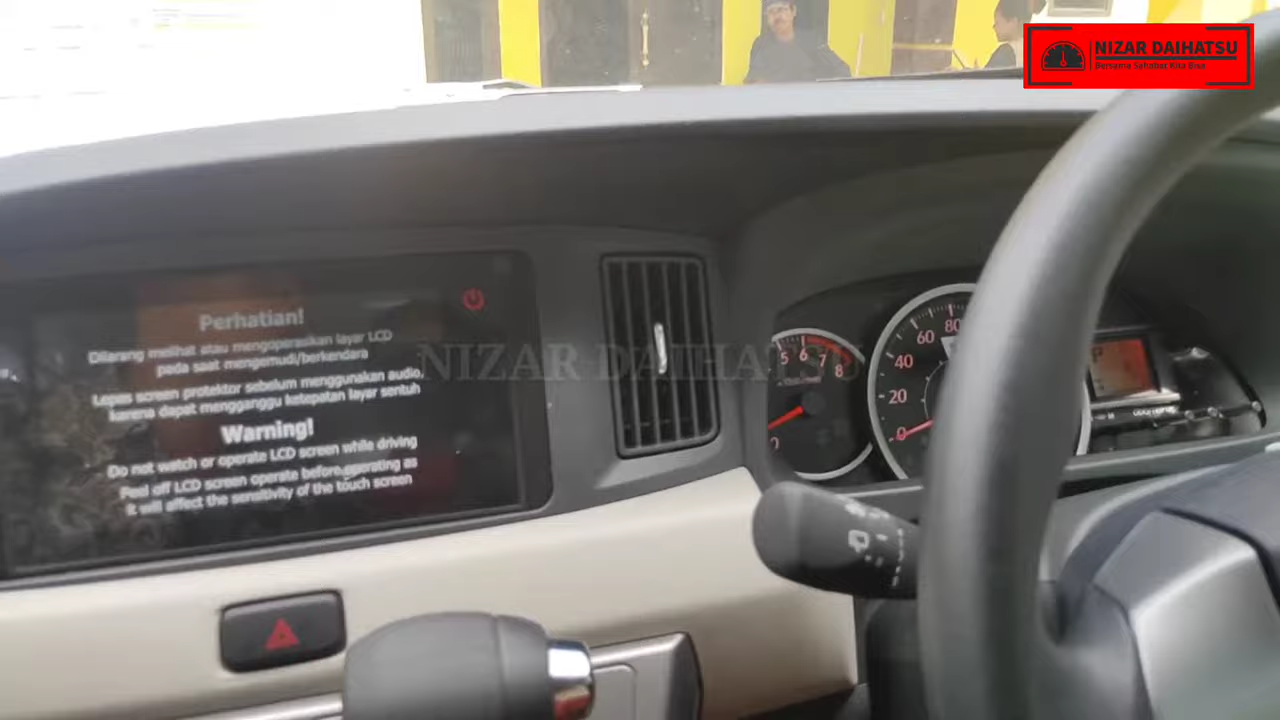 NIZAR DAIHATSU
Bersama Sahabat Kita Bisa
Perhatian!
Dilarang melihat atau mengoperasikan layar LCD
pada saat mengemudi/berkendara
Lepas screen protektor sebelum menggunakan audio,
karena dapat mengganggu ketepatan layar sentuh
Warning!
Do not watch or operate LCD screen while driving
Peel off LCD screen operate before operating as
it will affect the sensitivity of the touch screen
NIZAR DAIHATSU
5 6 7 8
0
80
60
40
20
0
P